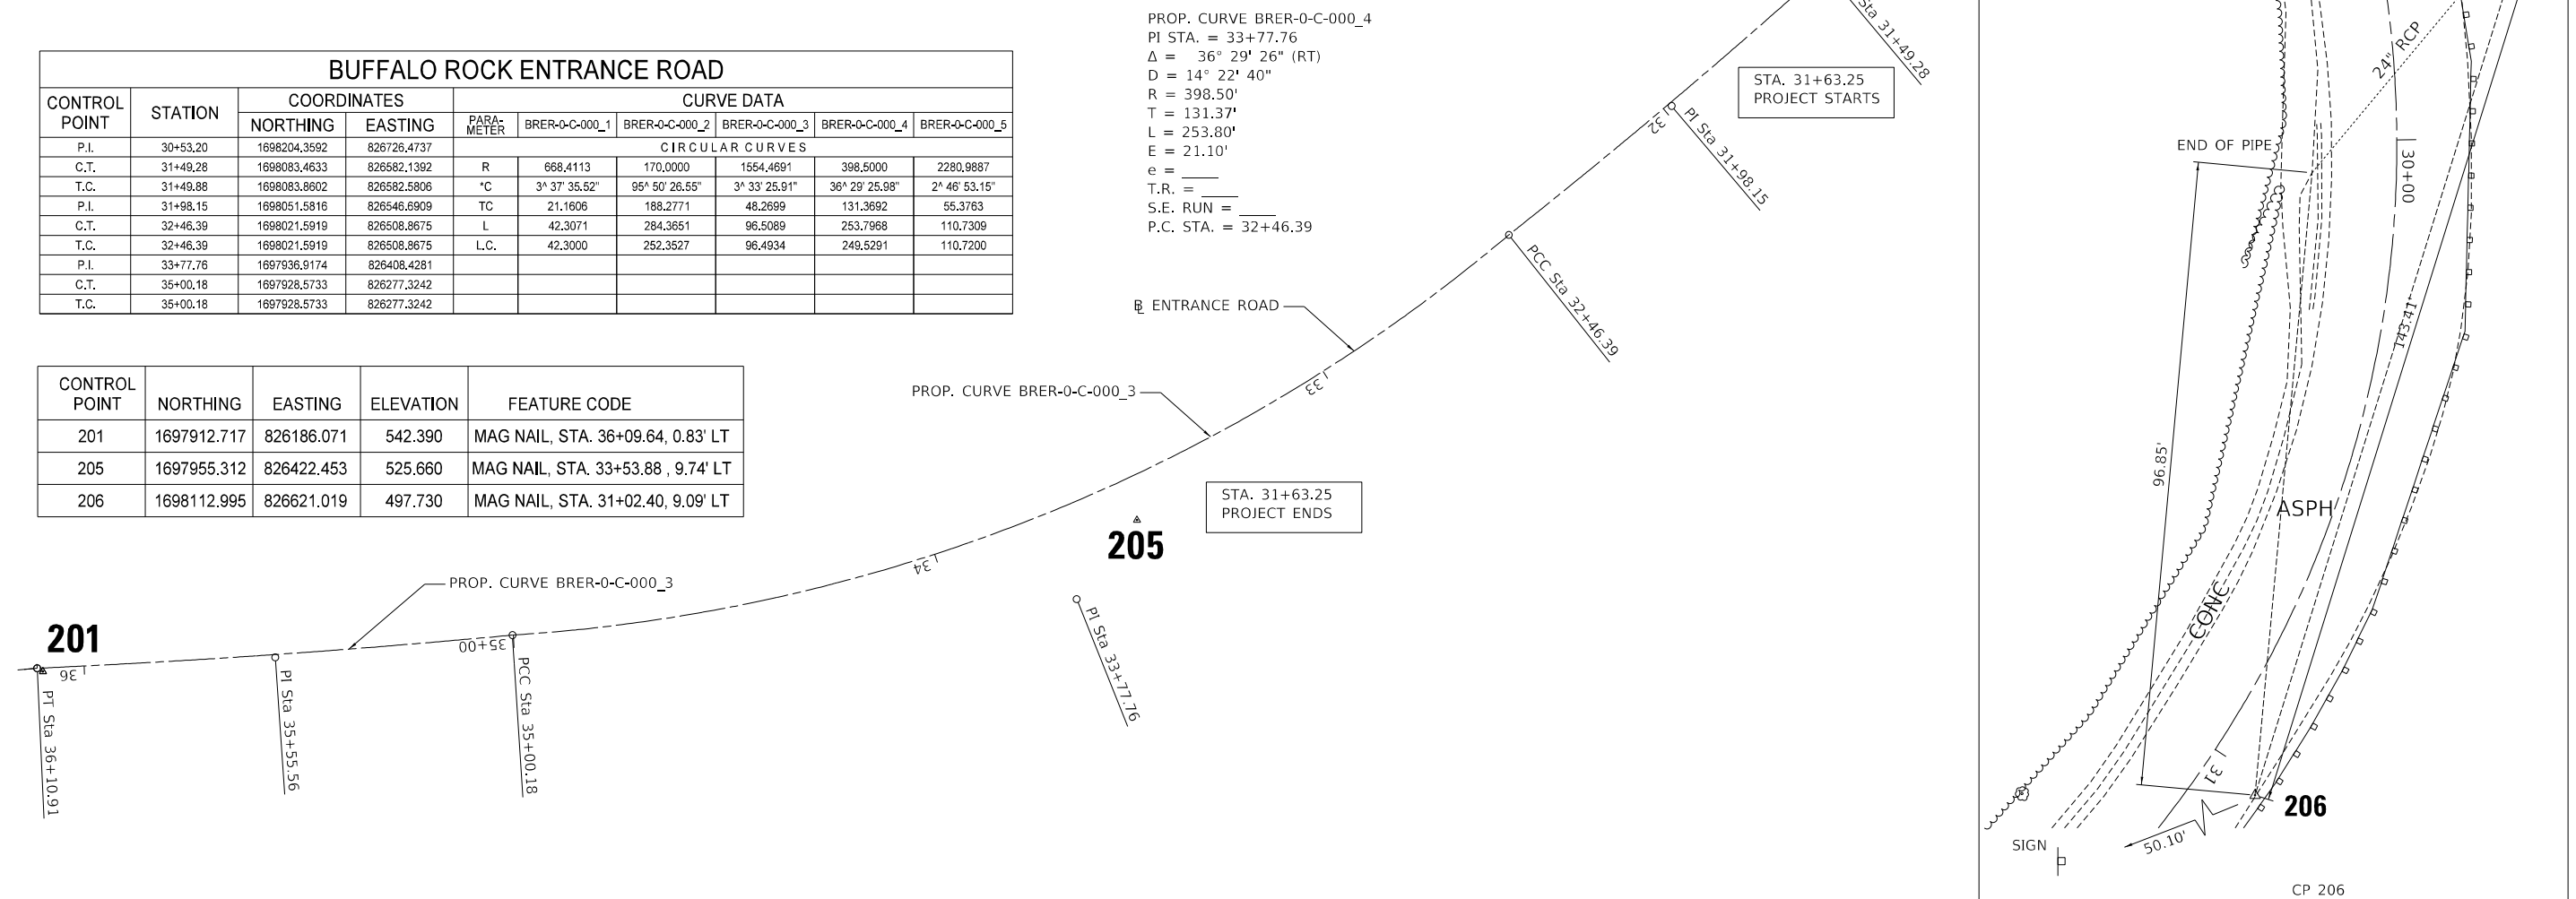 BUFFALO ROCK ENTRANCE ROAD
CONTROL POINT STATION COORDINATES CURVE DATA
NORTHING EASTING PARA-METER BRER-0-C-000_1 BRER-0-C-000_2 BRER-0-C-000_3 BRER-0-C-000_4 BRER-0-C-000_5
P.I. 30+53.20 1698204.3592 826726.4737 CIRCULAR CURVES
C.T. 31+49.28 1698083.4633 826582.1392 R 668.4113 170.0000 1554.4691 398.5000 2280.9887
T.C. 31+49.88 1698083.8602 826582.5806 *C 3^ 37' 35.52" 95^ 50' 26.55" 3^ 33' 25.91" 36^ 29' 25.98" 2^ 46' 53.15"
P.I. 31+98.15 1698051.5816 826546.6909 TC 21.1606 188.2771 48.2699 131.3692 55.3763
C.T. 32+46.39 1698021.5919 826508.8675 L 42.3071 284.3651 96.5089 253.7968 110.7309
T.C. 32+46.39 1698021.5919 826508.8675 L.C. 42.3000 252.3527 96.4934 249.5291 110.7200
P.I. 33+77.76 1697936.9174 826408.4281
C.T. 35+00.18 1697928.5733 826277.3242
T.C. 35+00.18 1697928.5733 826277.3242
CONTROL POINT NORTHING EASTING ELEVATION FEATURE CODE
201 1697912.717 826186.071 542.390 MAG NAIL, STA. 36+09.64, 0.83' LT
205 1697955.312 826422.453 525.660 MAG NAIL, STA. 33+53.88 , 9.74' LT
206 1698112.995 826621.019 497.730 MAG NAIL, STA. 31+02.40, 9.09' LT
PROP. CURVE BRER-0-C-000_4
PI STA. = 33+77.76
Δ = 36° 29' 26" (RT)
D = 14° 22' 40"
R = 398.50'
T = 131.37'
L = 253.80'
E = 21.10'
e = ____
T.R. = ____
S.E. RUN = ____
P.C. STA. = 32+46.39
Sta 31+49.28
STA. 31+63.25
PROJECT STARTS
32
PI Sta 31+98.15
PCC Sta 32+46.39
℄ ENTRANCE ROAD
33
PROP. CURVE BRER-0-C-000_3
STA. 31+63.25
PROJECT ENDS
205
34
PI Sta 33+77.76
PROP. CURVE BRER-0-C-000_3
35+00
PCC Sta 35+00.18
PI Sta 35+55.56
201
36
PT Sta 36+10.91
24" RCP
END OF PIPE
30+00
143.41'
96.85'
ASPH
CONC
31
206
50.10'
SIGN
CP 206